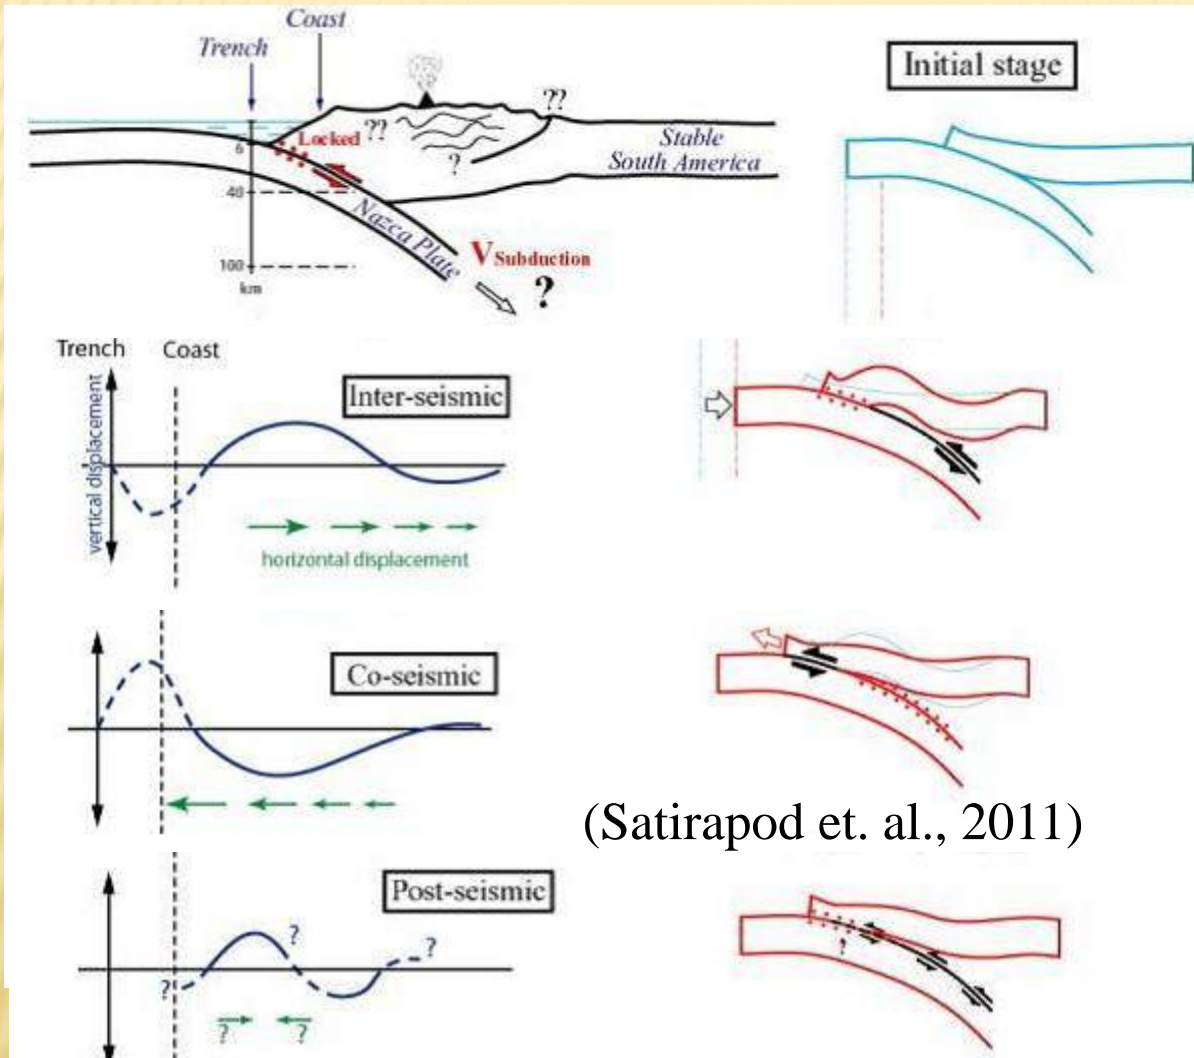 Coast
Trench
Initial stage
??
Locked
??
?
Stable
South America
6
40
Nazca Plate
100
km
V Subduction
?
Trench
Coast
vertical displacement
Inter-seismic
horizontal displacement
Co-seismic
(Satirapod et. al., 2011)
Post-seismic
?
?
?
?
?
?